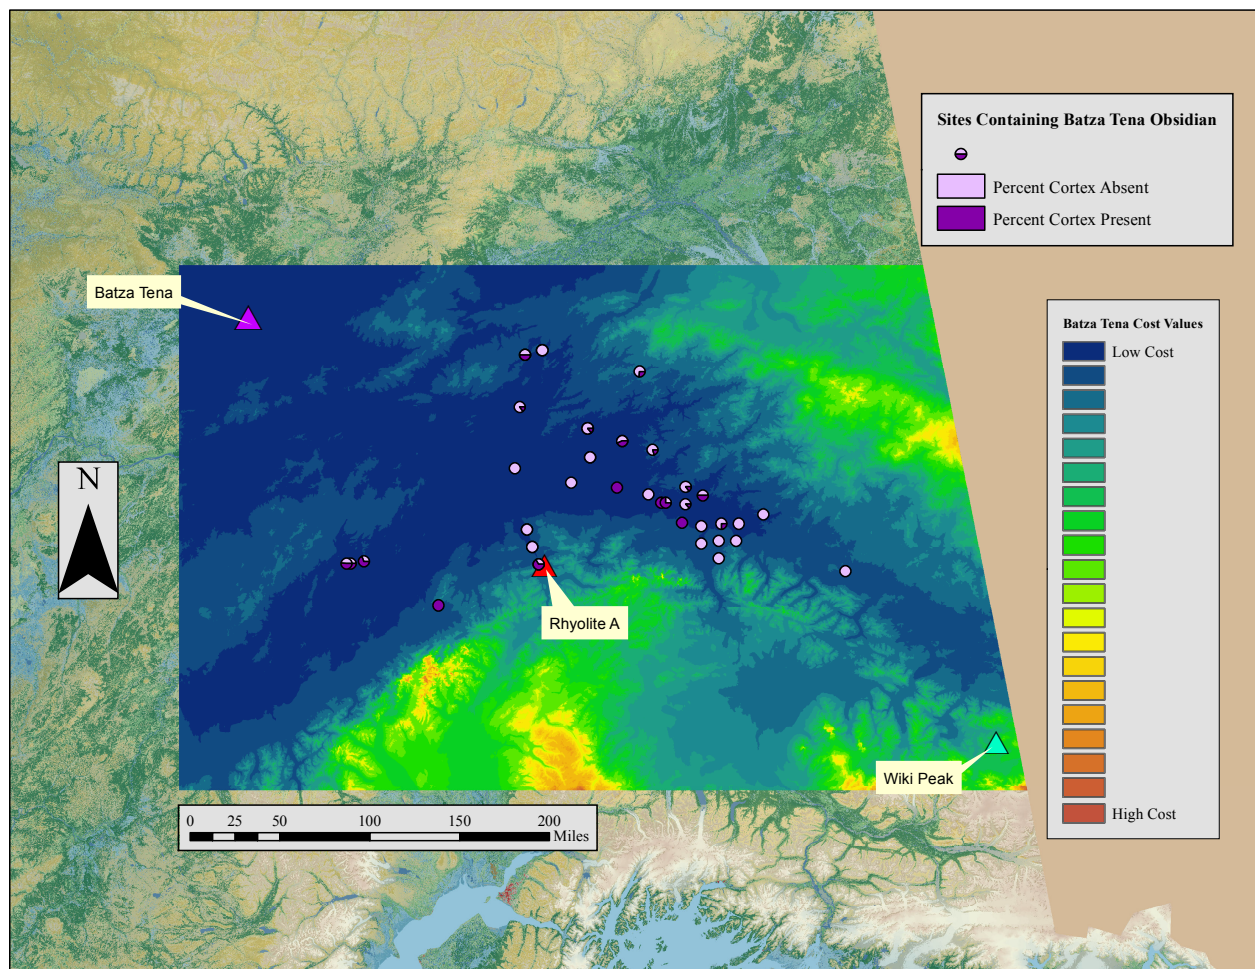 Sites Containing Batza Tena Obsidian
Percent Cortex Absent
Percent Cortex Present
Batza Tena
Batza Tena Cost Values
Low Cost
High Cost
N
Rhyolite A
Wiki Peak
0 25 50 100 150 200
Miles